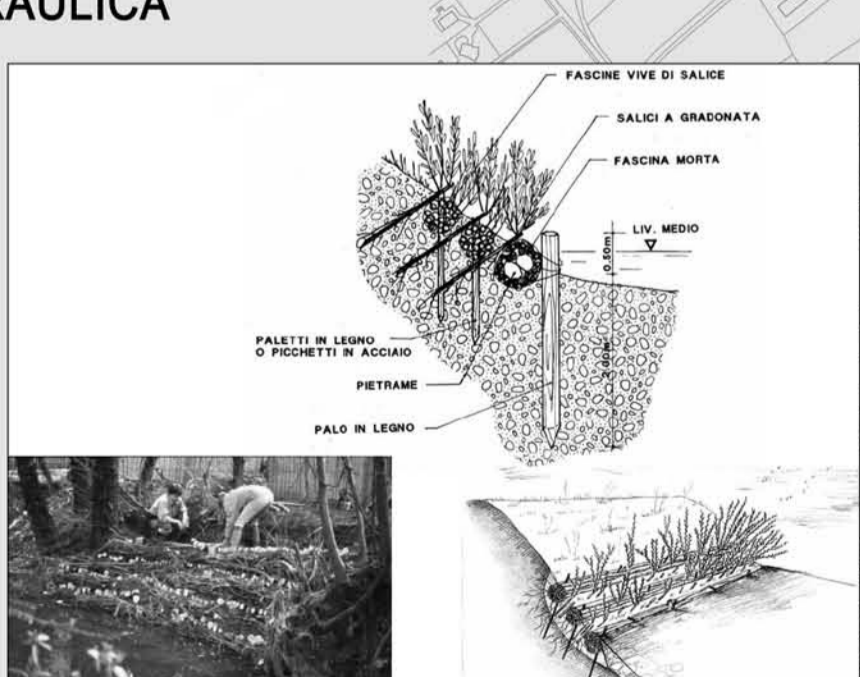 FASCINE VIVE DI SALICE
SALICI A GRADONATA
FASCINA MORTA
LIV. MEDIO
0.50m
2.00m
PALETTI IN LEGNO
O PICCHETTI IN ACCIAIO
PIETRAME
PALO IN LEGNO